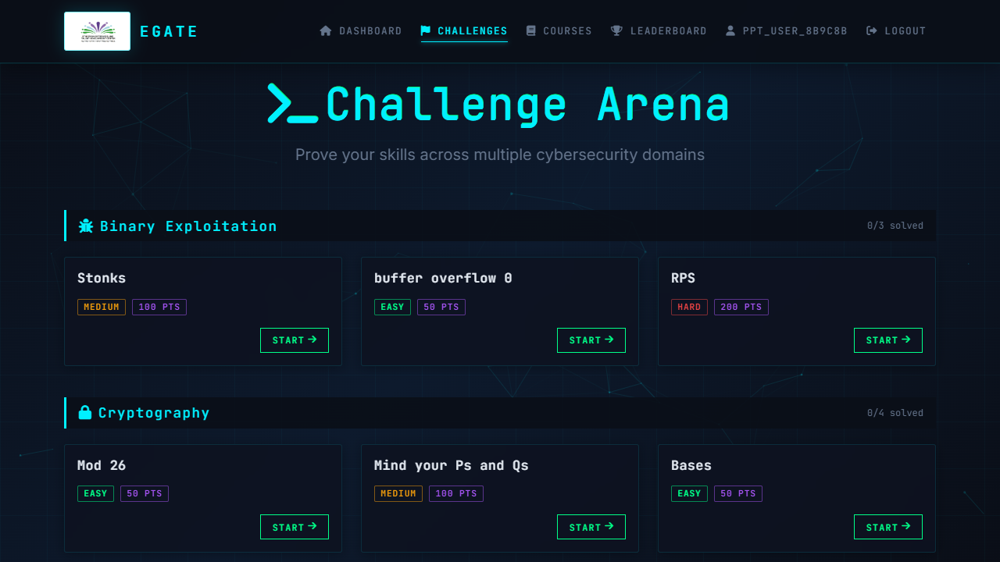 EGATE
DASHBOARD
CHALLENGES
COURSES
LEADERBOARD
PPT_USER_8B9C8B
LOGOUT
Challenge Arena
Prove your skills across multiple cybersecurity domains
Binary Exploitation
0/3 solved
Stonks
MEDIUM 100 PTS
START
buffer overflow 0
EASY 50 PTS
START
RPS
HARD 200 PTS
START
Cryptography
0/4 solved
Mod 26
EASY 50 PTS
START
Mind your Ps and Qs
MEDIUM 100 PTS
START
Bases
EASY 50 PTS
START